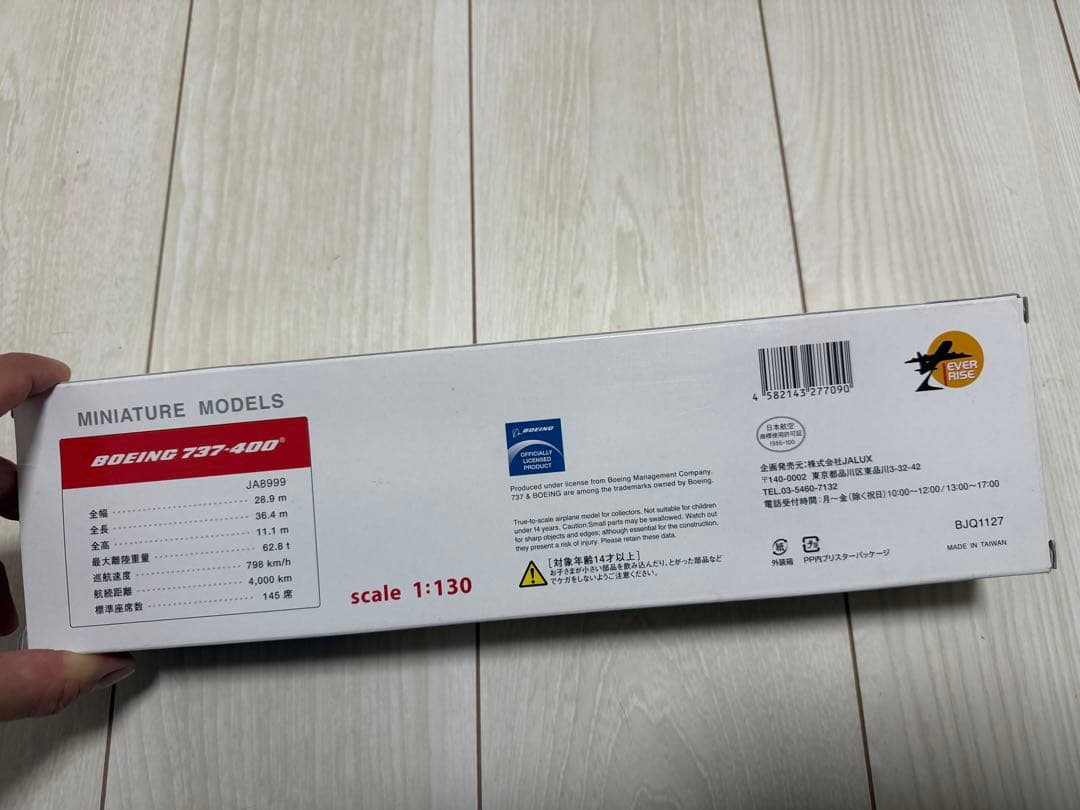 MINIATURE MODELS
BOEING 737-400®
JA8999
全幅 28.9 m
全長 36.4 m
全高 11.1 m
最大離陸重量 62.8 t
巡航速度 798 km/h
航続距離 4,000 km
標準座席数 145 席
scale 1:130
BOEING
OFFICIALLY
LICENSED
PRODUCT
Produced under license from Boeing Management Company.
737 & BOEING are among the trademarks owned by Boeing.
True-to-scale airplane model for collectors. Not suitable for children
under 14 years. Caution:Small parts may be swallowed. Watch out
for sharp objects and edges; although essential for the construction,
they present a risk of injury. Please retain these data.
[対象年齢14才以上]
お子さまが小さい部品を飲み込んだり、とがった部品など
でケガをしないようご注意ください。
4 582143 277090
EVER
RISE
日本航空
商標使用許可証
1986-100
企画発売元:株式会社JALUX
〒140-0002 東京都品川区東品川3-32-42
TEL.03-5460-7132
電話受付時間:月〜金(除く祝日)10:00〜12:00/13:00〜17:00
BJQ1127
紙
外装箱
プラ
PP内ブリスターパッケージ
MADE IN TAIWAN